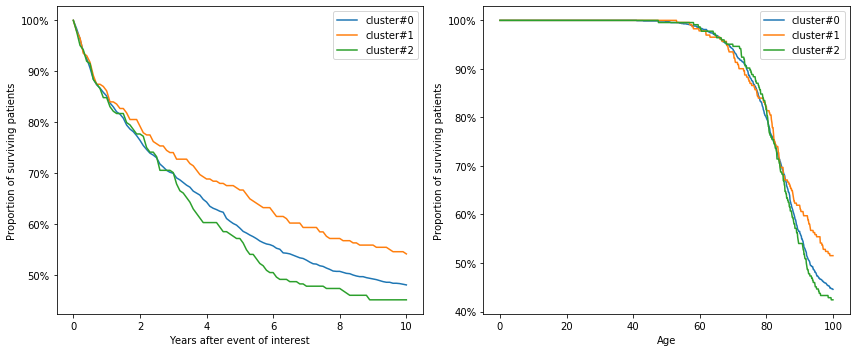 100%
90%
80%
70%
60%
50%
Proportion of surviving patients
0
2
4
6
8
10
Years after event of interest
cluster#0
cluster#1
cluster#2
100%
90%
80%
70%
60%
50%
40%
Proportion of surviving patients
0
20
40
60
80
100
Age
cluster#0
cluster#1
cluster#2